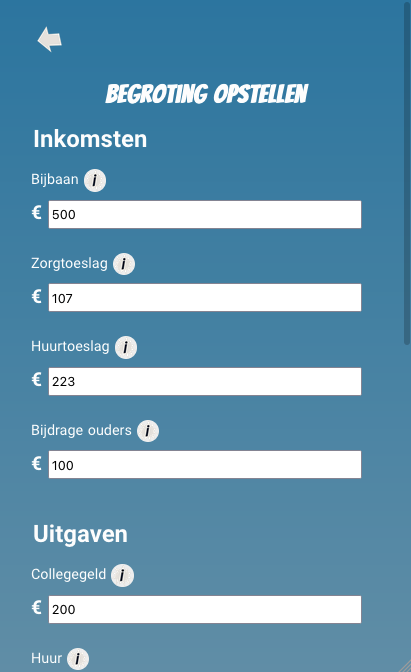 BEGROTING OPSTELLEN
Inkomsten
Bijbaan i
€ 500
Zorgtoeslag i
€ 107
Huurtoeslag i
€ 223
Bijdrage ouders i
€ 100
Uitgaven
Collegegeld i
€ 200
Huur i